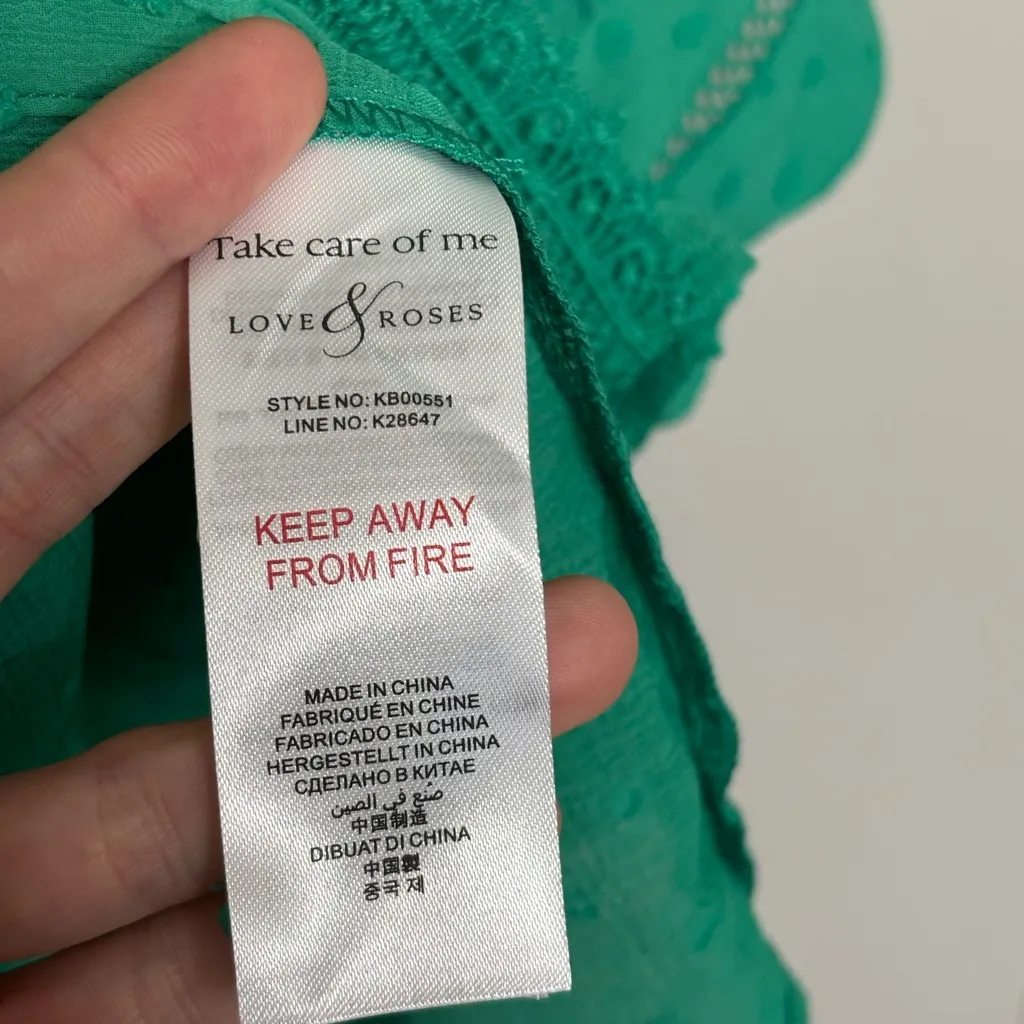 Take care of me
LOVE & ROSES
STYLE NO: KB00551
LINE NO: K28647
KEEP AWAY
FROM FIRE
MADE IN CHINA
FABRIQUÉ EN CHINE
FABRICADO EN CHINA
HERGESTELLT IN CHINA
СДЕЛАНО В КИТАЕ
صُنع في الصين
中国制造
DIBUAT DI CHINA
中国製
중국 제